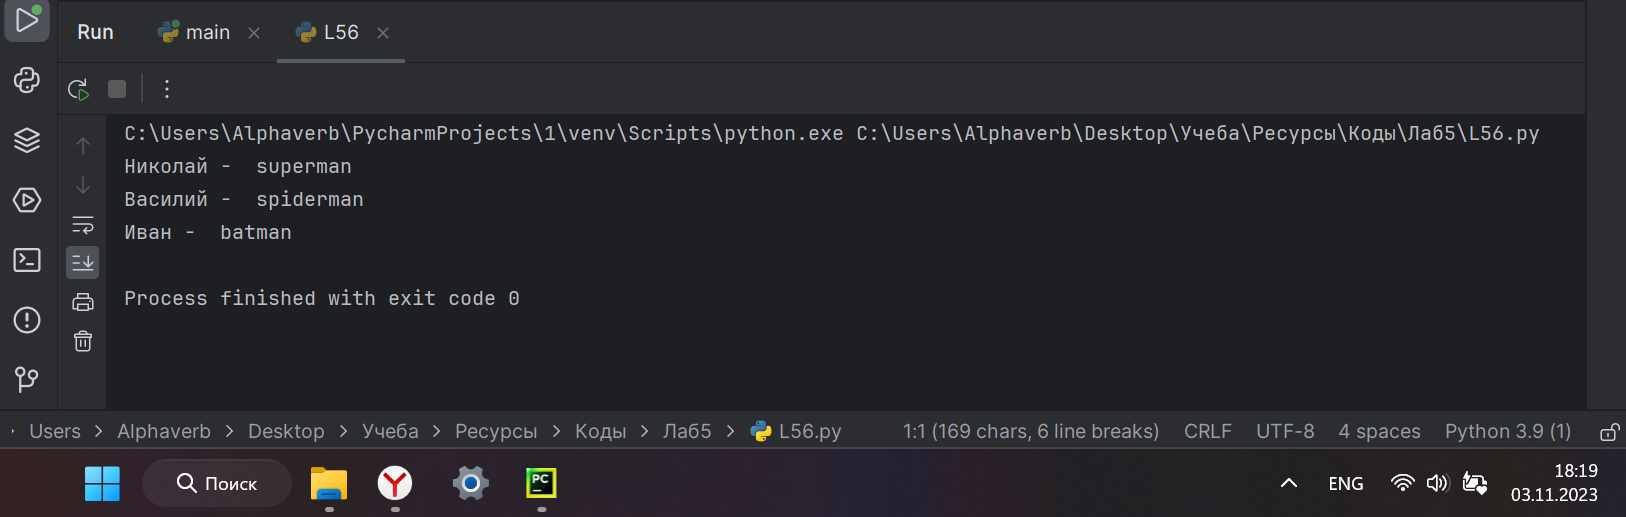 Run main L56
C:\Users\Alphaverb\PycharmProjects\1\venv\Scripts\python.exe C:\Users\Alphaverb\Desktop\Учеба\Ресурсы\Коды\Лаб5\L56.py
Николай -  superman
Василий -  spiderman
Иван -  batman
Process finished with exit code 0
Users > Alphaverb > Desktop > Учеба > Ресурсы > Коды > Лаб5 > L56.py 1:1 (169 chars, 6 line breaks) CRLF UTF-8 4 spaces Python 3.9 (1)
Поиск PC ENG 18:19
03.11.2023